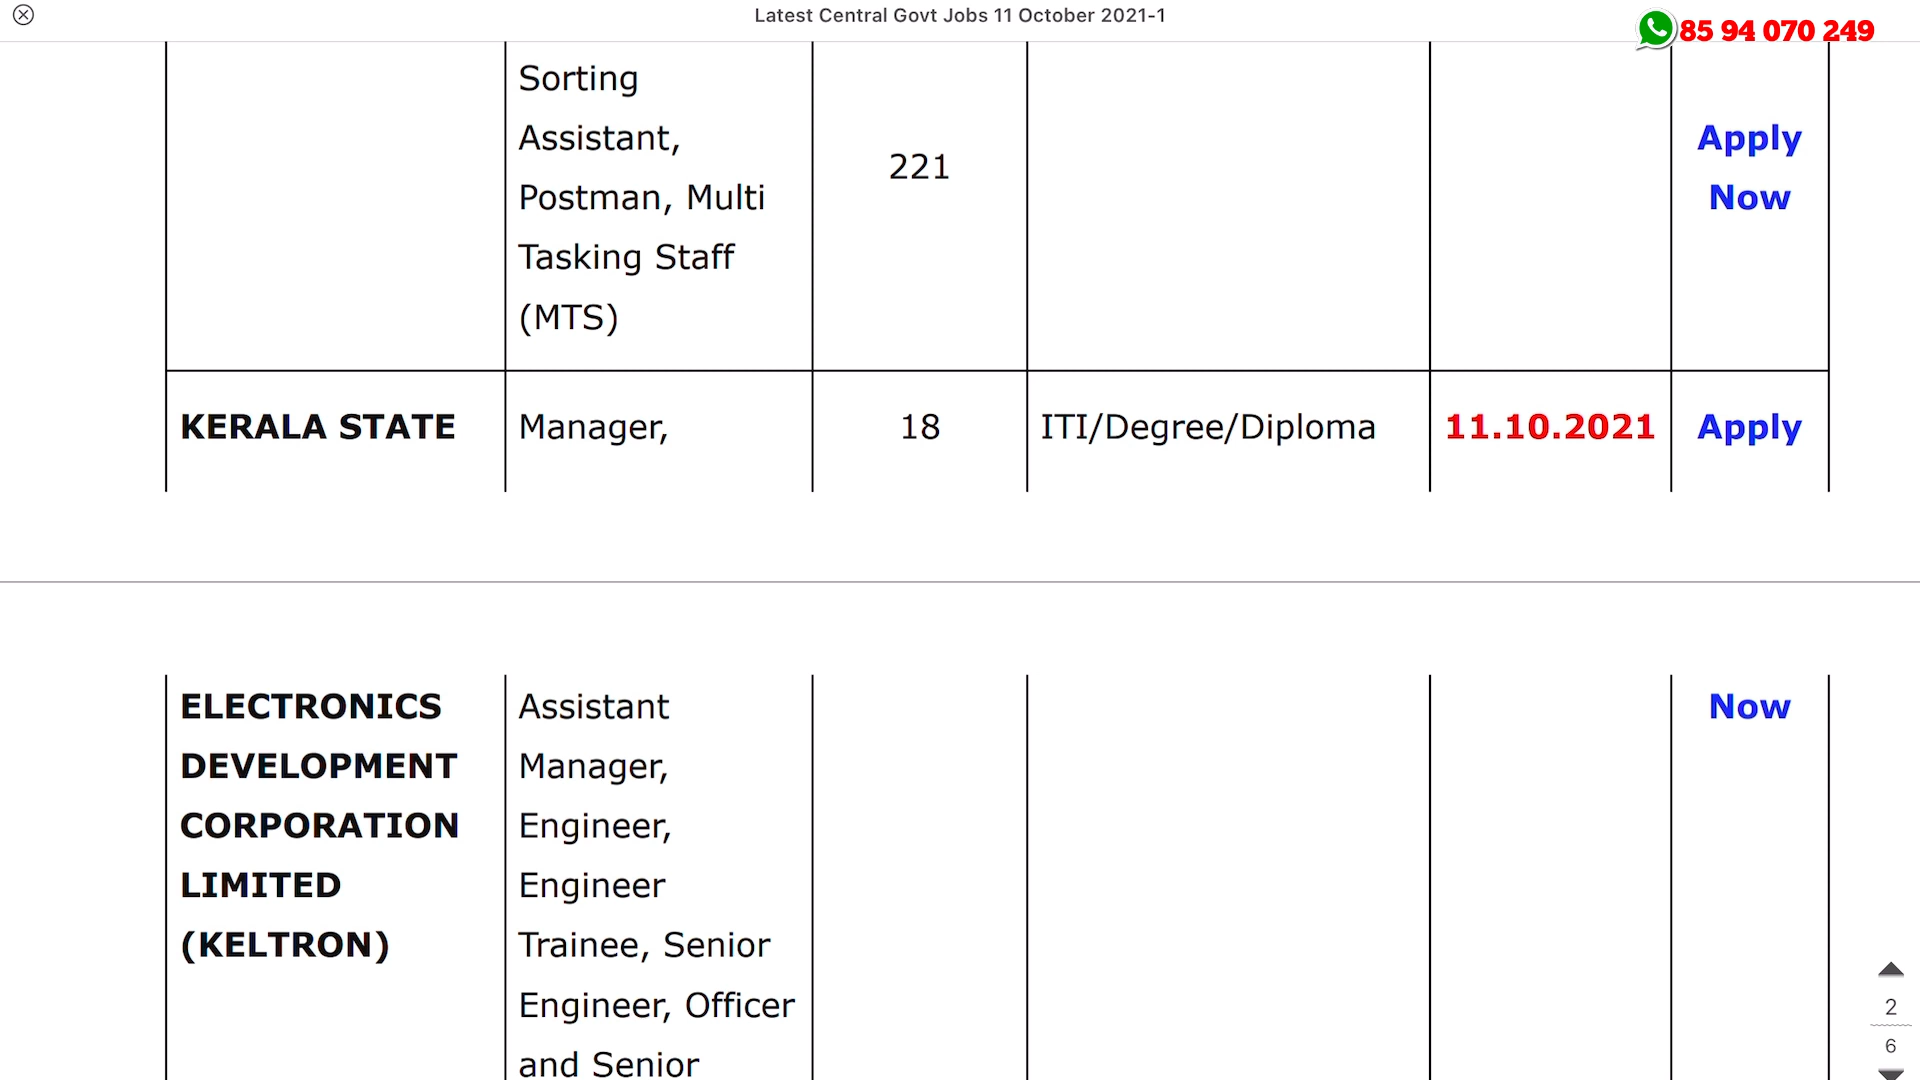 Latest Central Govt Jobs 11 October 2021-1
85 94 070 249
Sorting
Assistant,
Postman, Multi
Tasking Staff
(MTS)
221
Apply
Now
KERALA STATE
Manager,
18
ITI/Degree/Diploma
11.10.2021
Apply
ELECTRONICS
DEVELOPMENT
CORPORATION
LIMITED
(KELTRON)
Assistant
Manager,
Engineer,
Engineer
Trainee, Senior
Engineer, Officer
and Senior
Now
2
6